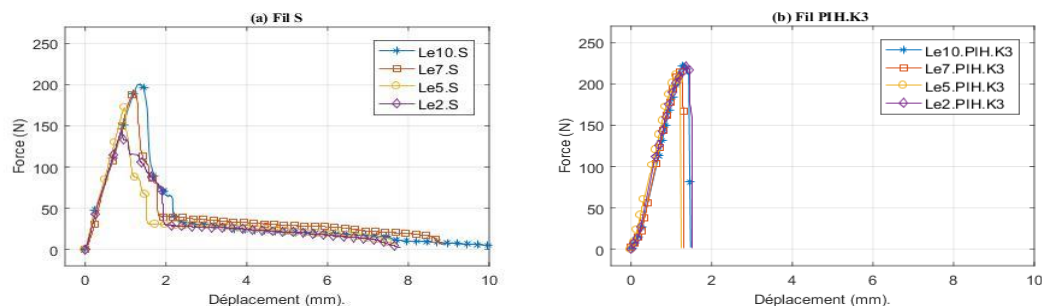 (a) Fil S
250
200
150
100
50
0
Force (N)
0
2
4
6
8
10
Déplacement (mm).
Le10.S
Le7.S
Le5.S
Le2.S
(b) Fil PIH.K3
250
200
150
100
50
0
Force (N)
0
2
4
6
8
10
Déplacement (mm).
Le10.PIH.K3
Le7.PIH.K3
Le5.PIH.K3
Le2.PIH.K3